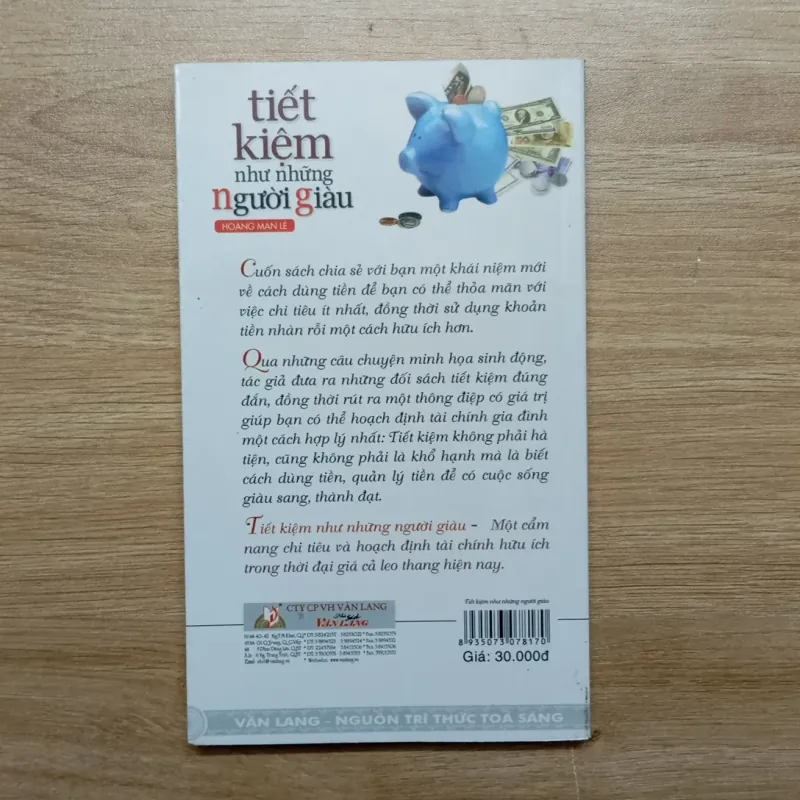 tiết
kiệm
như những
người giàu
HOÀNG MẠN LÊ
Cuốn sách chia sẻ với bạn một khái niệm mới
về cách dùng tiền để bạn có thể thỏa mãn với
việc chi tiêu ít nhất, đồng thời sử dụng khoản
tiền nhàn rỗi một cách hữu ích hơn.
Qua những câu chuyện minh họa sinh động,
tác giả đưa ra những đối sách tiết kiệm đúng
đắn, đồng thời rút ra một thông điệp có giá trị
giúp bạn có thể hoạch định tài chính gia đình
một cách hợp lý nhất: Tiết kiệm không phải hà
tiện, cũng không phải là khổ hạnh mà là biết
cách dùng tiền, quản lý tiền để có cuộc sống
giàu sang, thành đạt.
Tiết kiệm như những người giàu - Một cẩm
nang chi tiêu và hoạch định tài chính hữu ích
trong thời đại giá cả leo thang hiện nay.
Tiết kiệm như những người giàu
CTY CP VH VĂN LANG
Nhà sách
VĂN LANG
8 935073 078170
Giá: 30.000đ
VĂN LANG - NGUỒN TRI THỨC TOẢ SÁNG